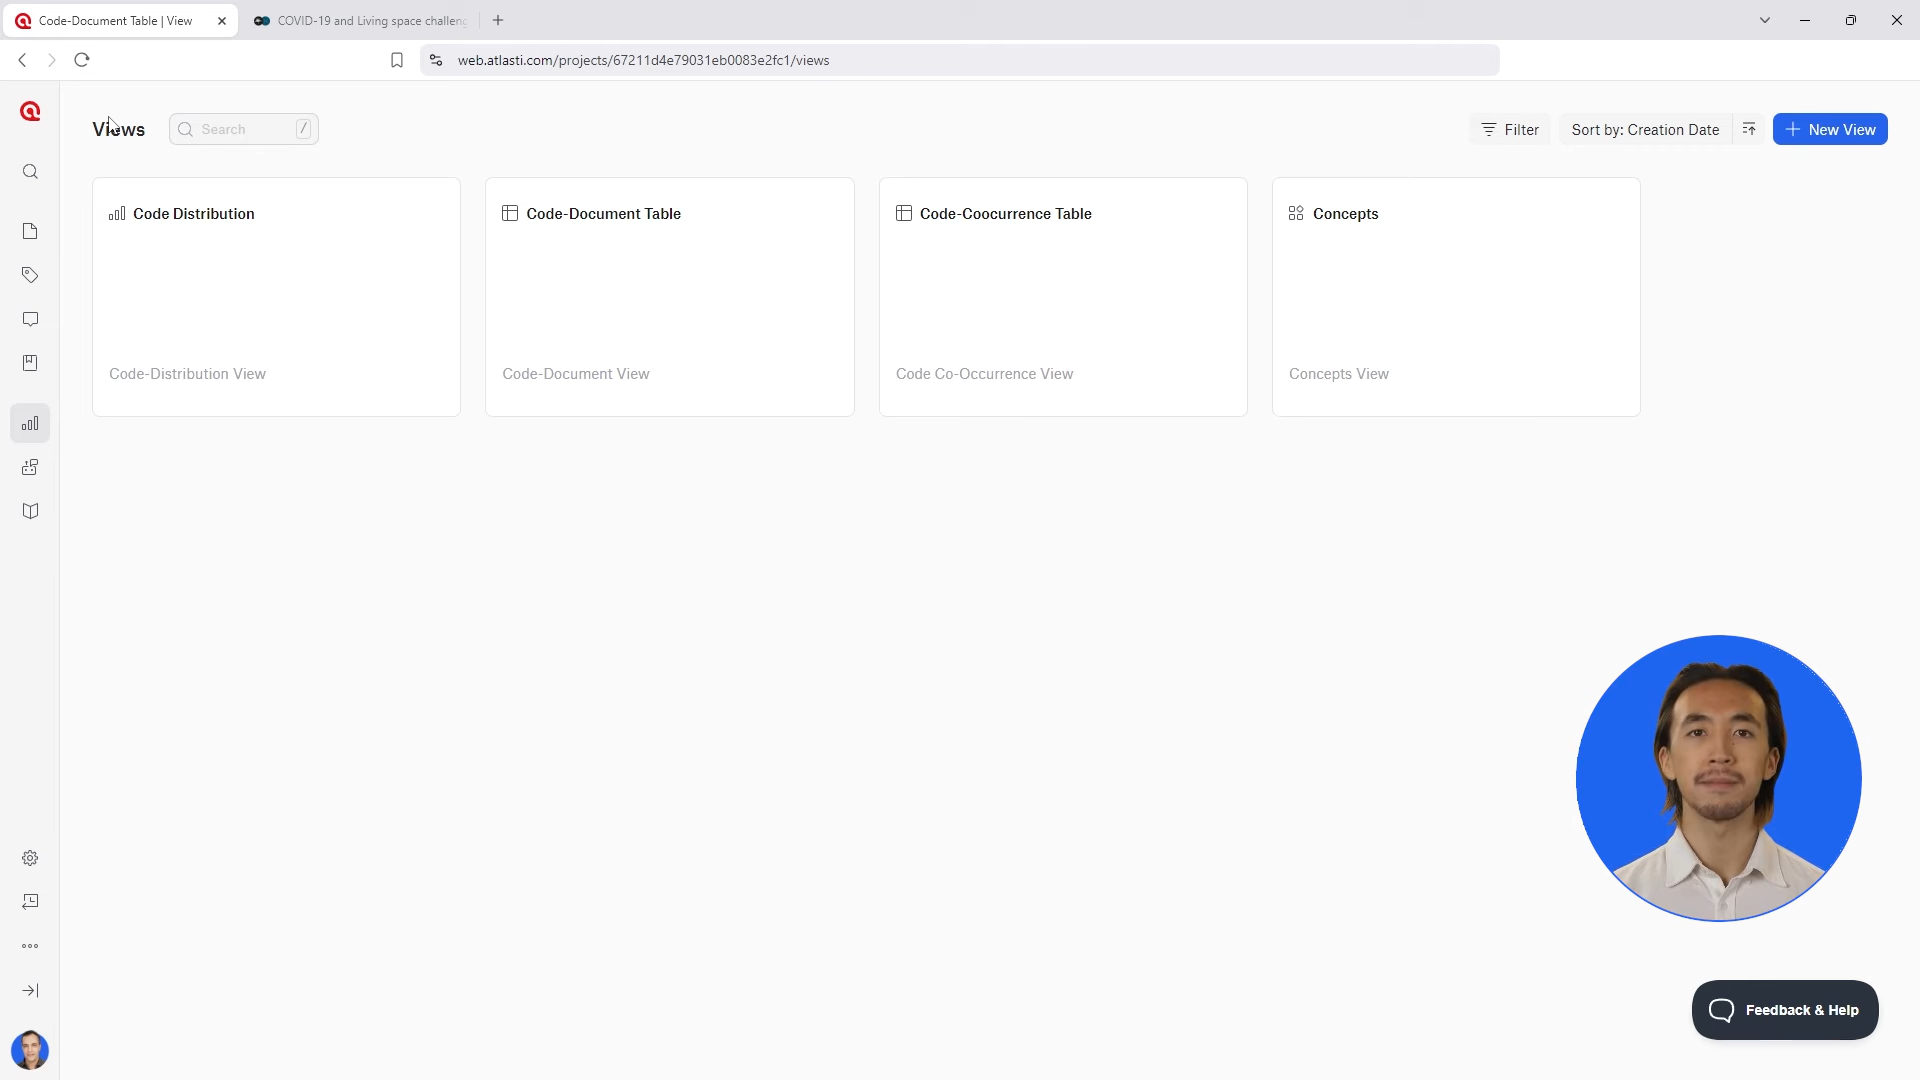 Code-Document Table | View
COVID-19 and Living space challeng
web.atlasti.com/projects/67211d4e79031eb0083e2fc1/views
Views
Search /
Filter
Sort by: Creation Date
New View
Code Distribution
Code-Distribution View
Code-Document Table
Code-Document View
Code-Coocurrence Table
Code Co-Occurrence View
Concepts
Concepts View
Feedback & Help